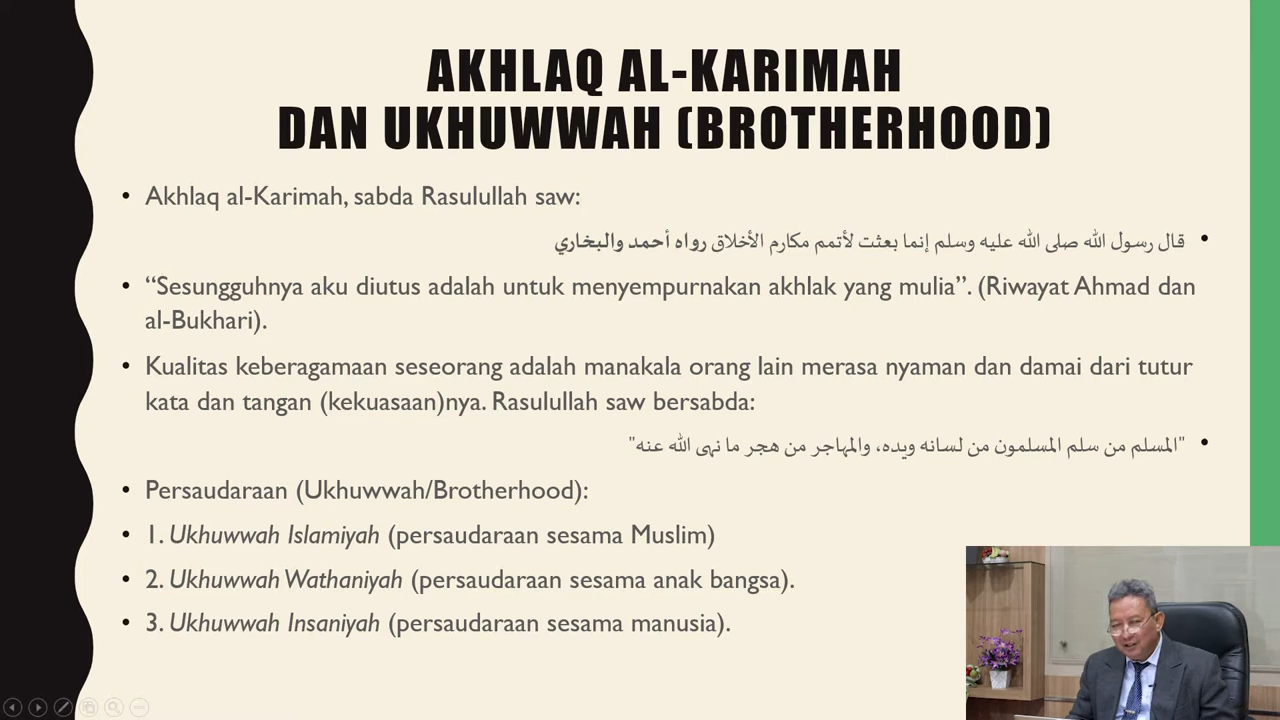 AKHLAQ AL-KARIMAH
DAN UKHUWWAH (BROTHERHOOD)
• Akhlaq al-Karimah, sabda Rasulullah saw:
• قال رسول الله صلى الله عليه وسلم إنما بعثت لأتمم مكارم الأخلاق رواه أحمد والبخاري
• “Sesungguhnya aku diutus adalah untuk menyempurnakan akhlak yang mulia”. (Riwayat Ahmad dan
al-Bukhari).
• Kualitas keberagamaan seseorang adalah manakala orang lain merasa nyaman dan damai dari tutur
kata dan tangan (kekuasaan)nya. Rasulullah saw bersabda:
• "المسلم من سلم المسلمون من لسانه ويده، والمهاجر من هجر ما نهى الله عنه"
• Persaudaraan (Ukhuwwah/Brotherhood):
• 1. Ukhuwwah Islamiyah (persaudaraan sesama Muslim)
• 2. Ukhuwwah Wathaniyah (persaudaraan sesama anak bangsa).
• 3. Ukhuwwah Insaniyah (persaudaraan sesama manusia).